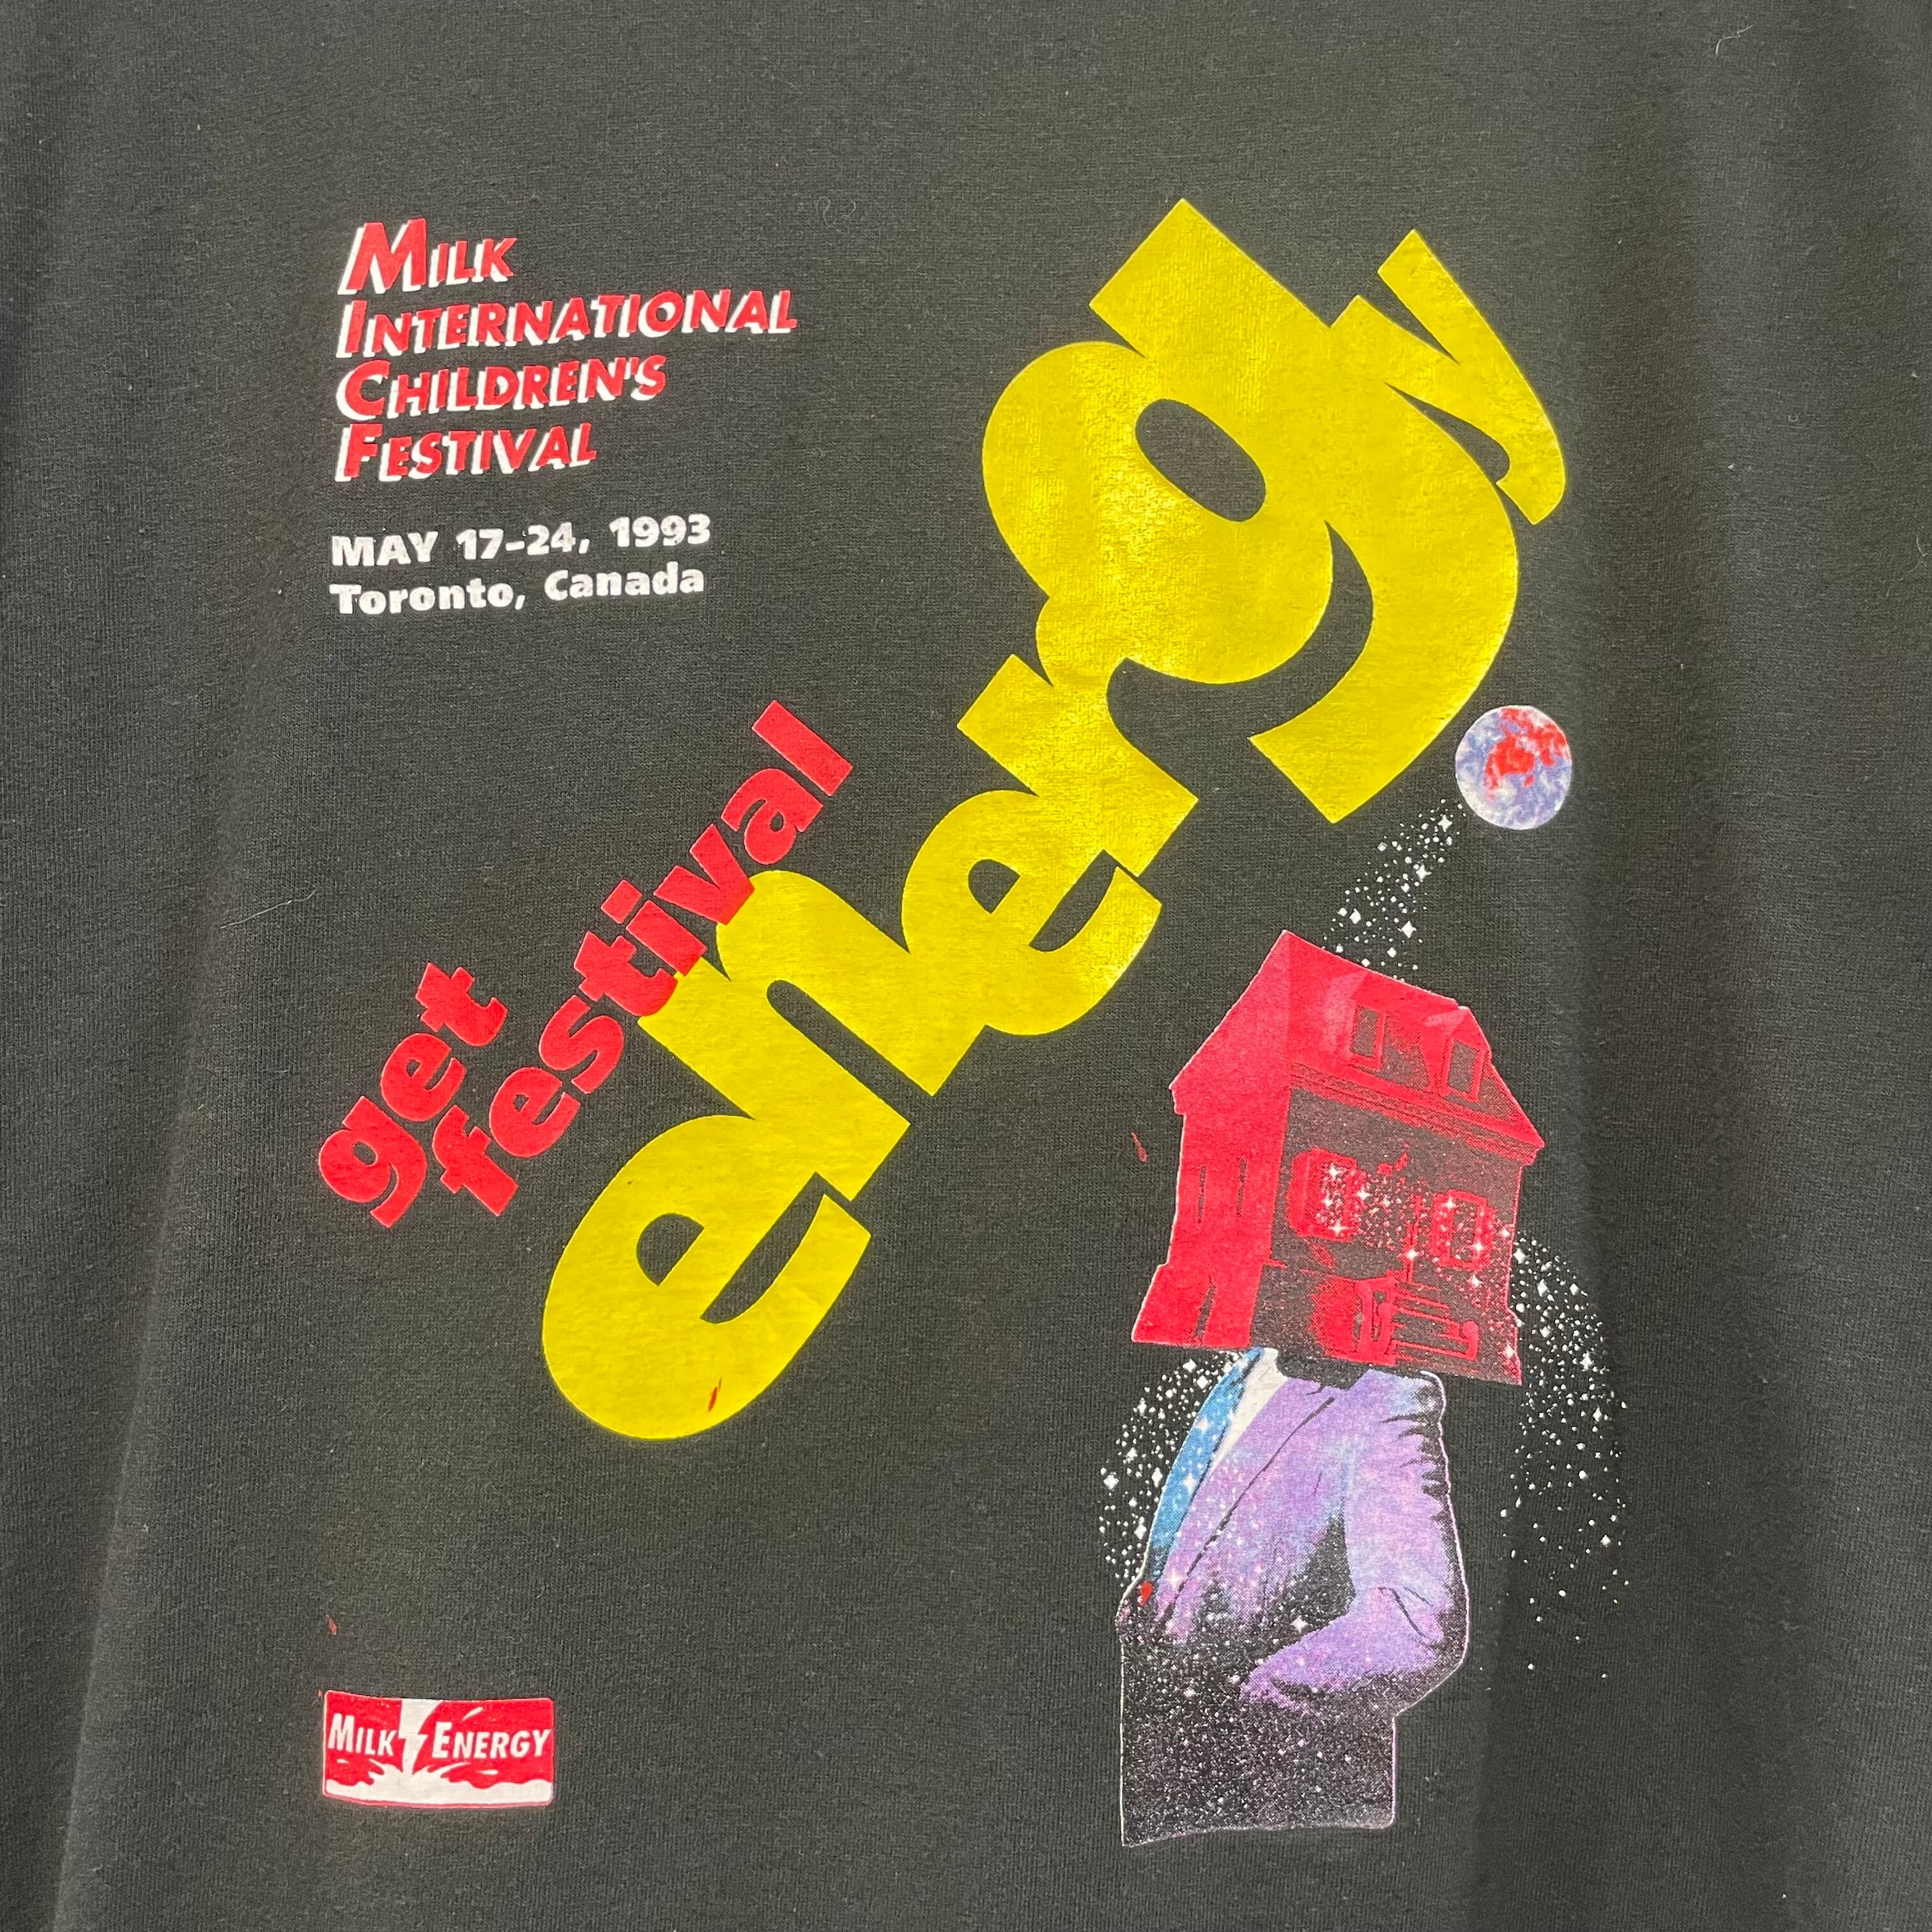 MILK
INTERNATIONAL
CHILDREN'S
FESTIVAL
MAY 17-24, 1993
Toronto, Canada
get
festival
energy
MILK ENERGY